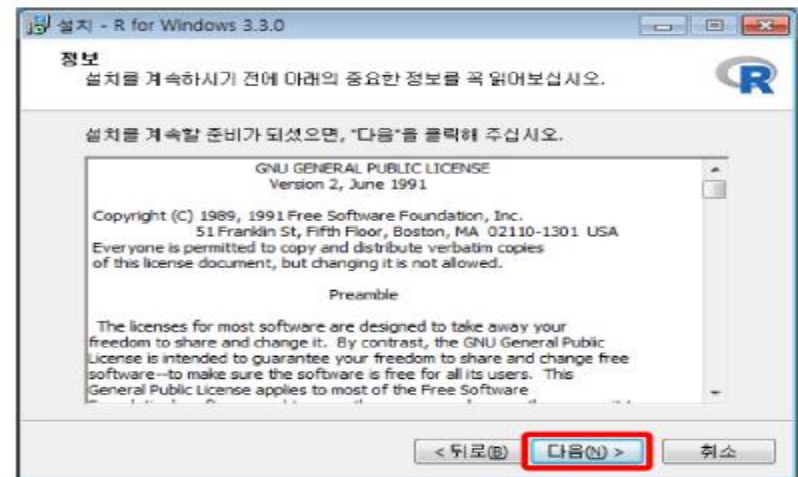 설치 - R for Windows 3.3.0
정보
설치를 계속하시기 전에 아래의 중요한 정보를 꼭 읽어보십시오.
R
설치를 계속할 준비가 되셨으면, "다음"을 클릭해 주십시오.
GNU GENERAL PUBLIC LICENSE
Version 2, June 1991
Copyright (C) 1989, 1991 Free Software Foundation, Inc.
51 Franklin St, Fifth Floor, Boston, MA 02110-1301 USA
Everyone is permitted to copy and distribute verbatim copies
of this license document, but changing it is not allowed.
Preamble
The licenses for most software are designed to take away your
freedom to share and change it. By contrast, the GNU General Public
License is intended to guarantee your freedom to share and change free
software--to make sure the software is free for all its users. This
General Public License applies to most of the Free Software
< 뒤로(B) 다음(N) > 취소